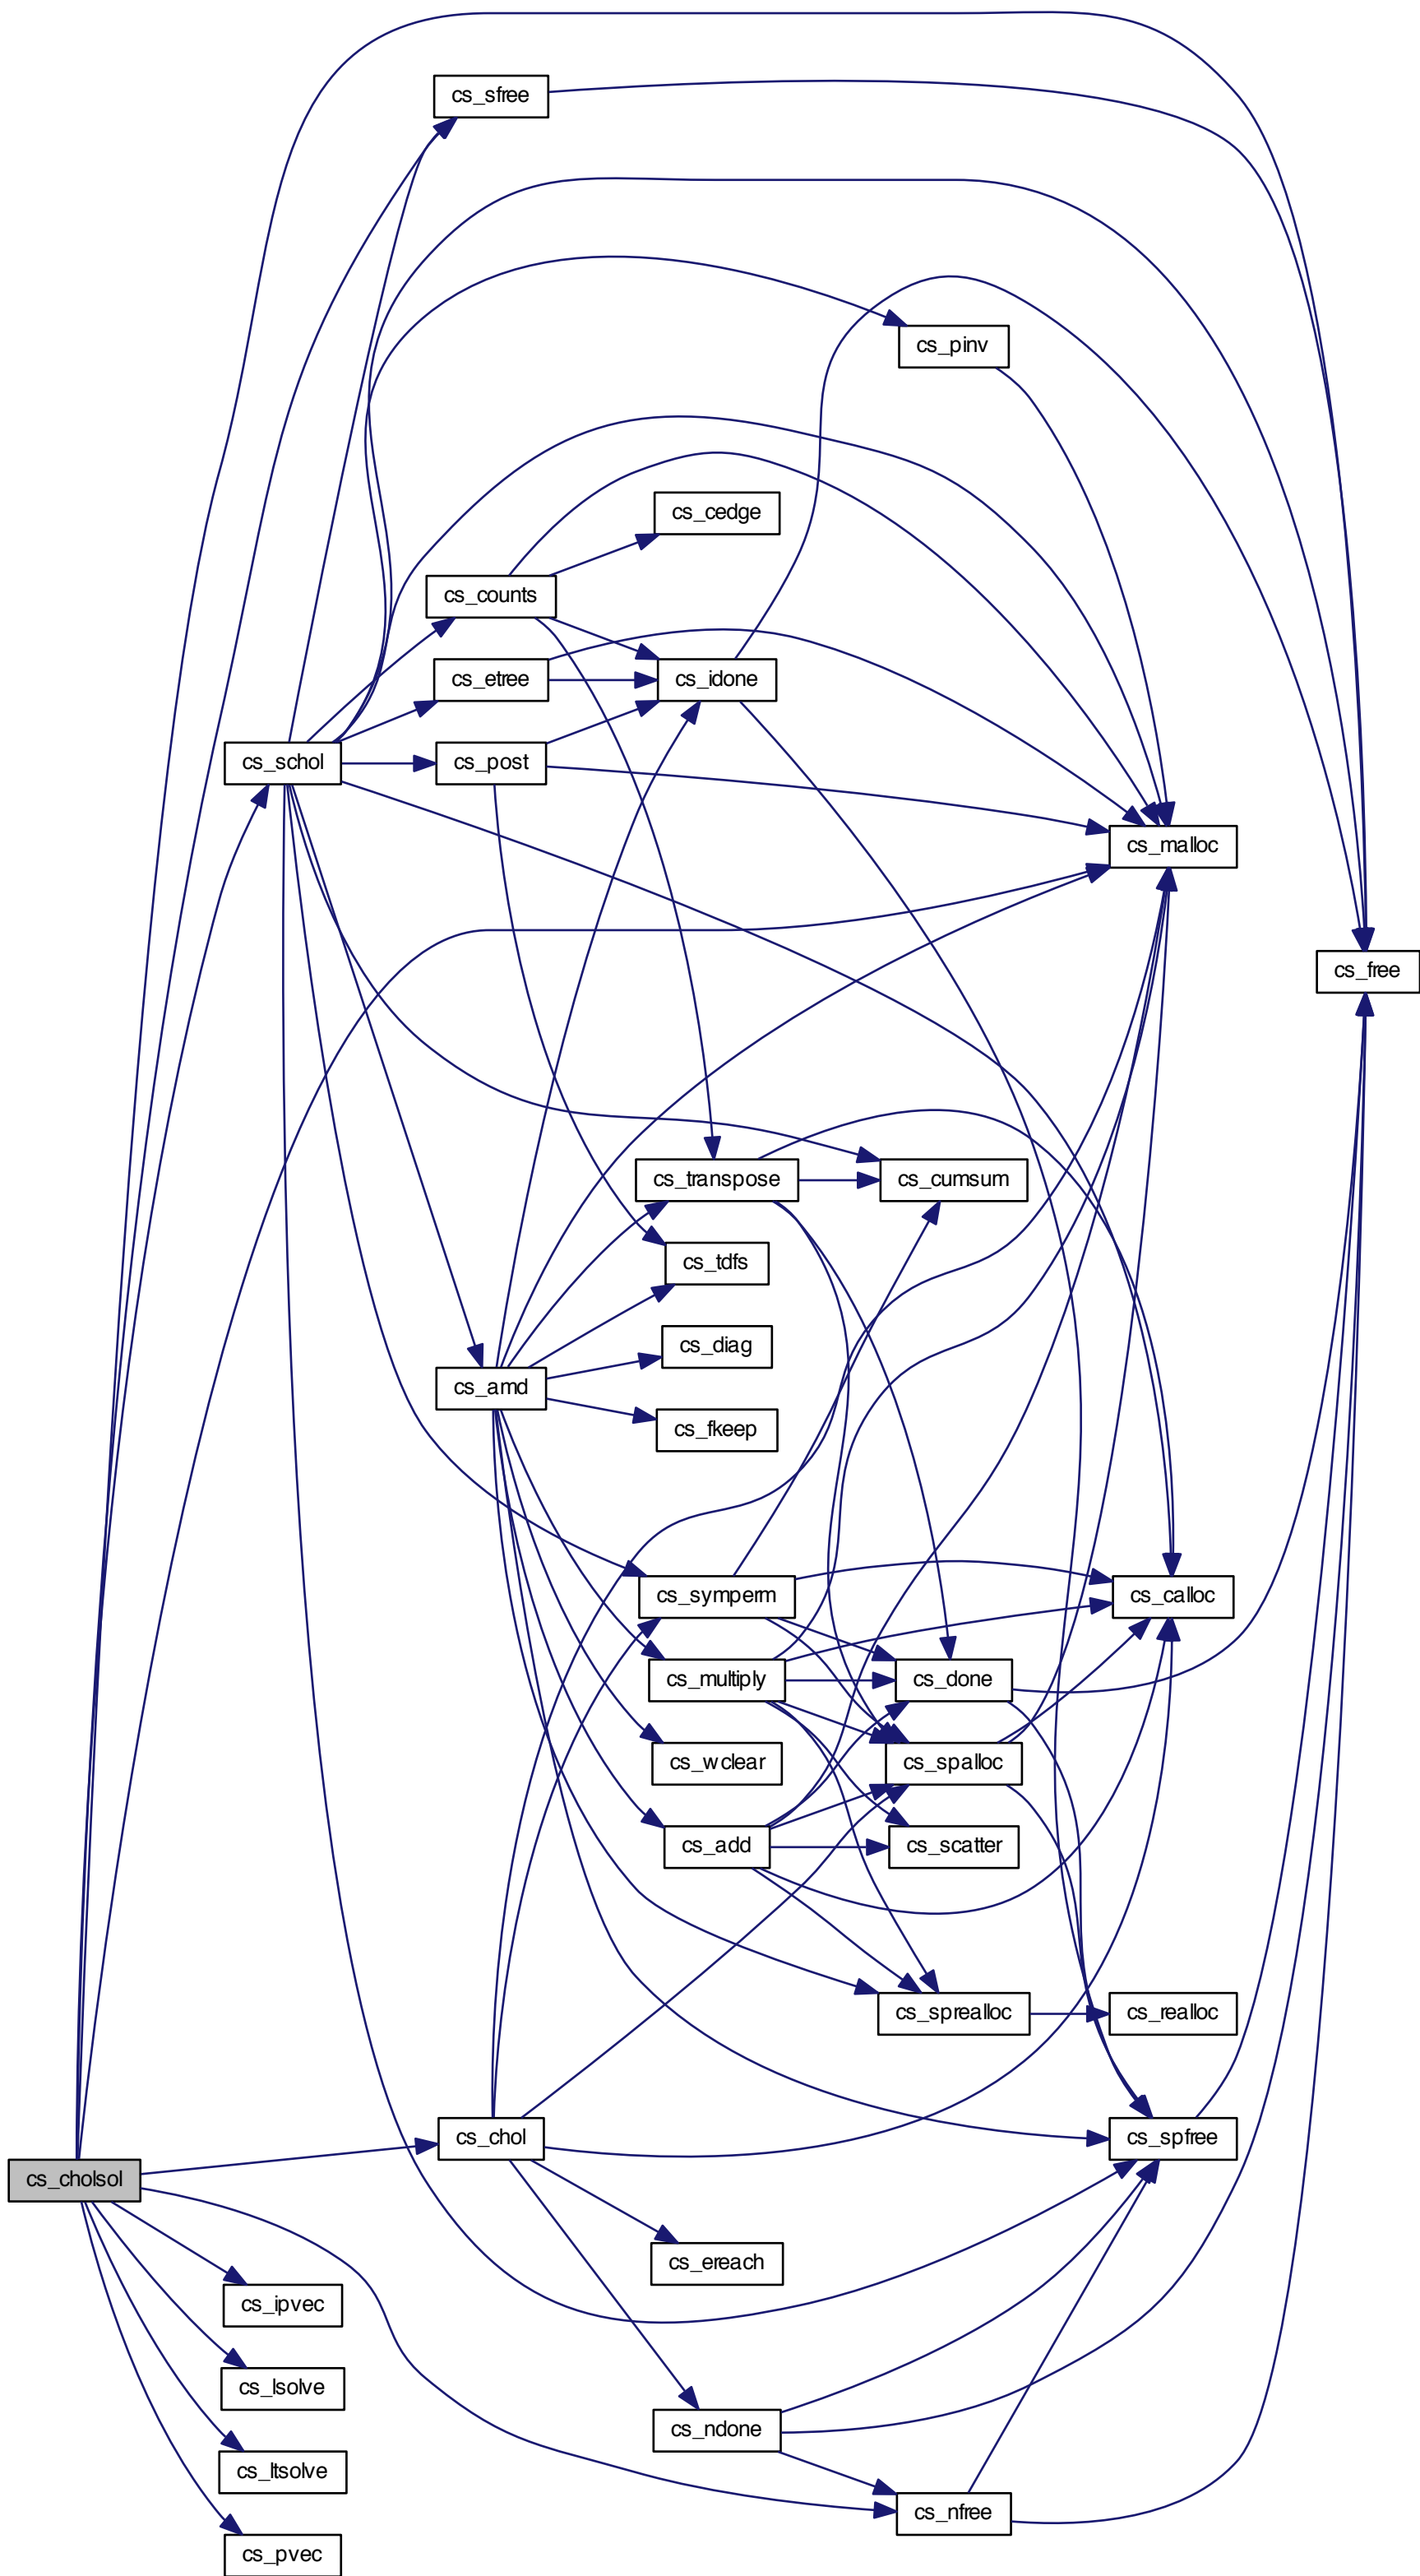 cs_sfree
cs_pinv
cs_cedge
cs_counts
cs_etree
cs_idone
cs_schol
cs_post
cs_malloc
cs_free
cs_transpose
cs_cumsum
cs_tdfs
cs_diag
cs_amd
cs_fkeep
cs_symperm
cs_calloc
cs_multiply
cs_done
cs_wclear
cs_spalloc
cs_add
cs_scatter
cs_sprealloc
cs_realloc
cs_chol
cs_spfree
cs_cholsol
cs_ereach
cs_ipvec
cs_lsolve
cs_ndone
cs_ltsolve
cs_nfree
cs_pvec